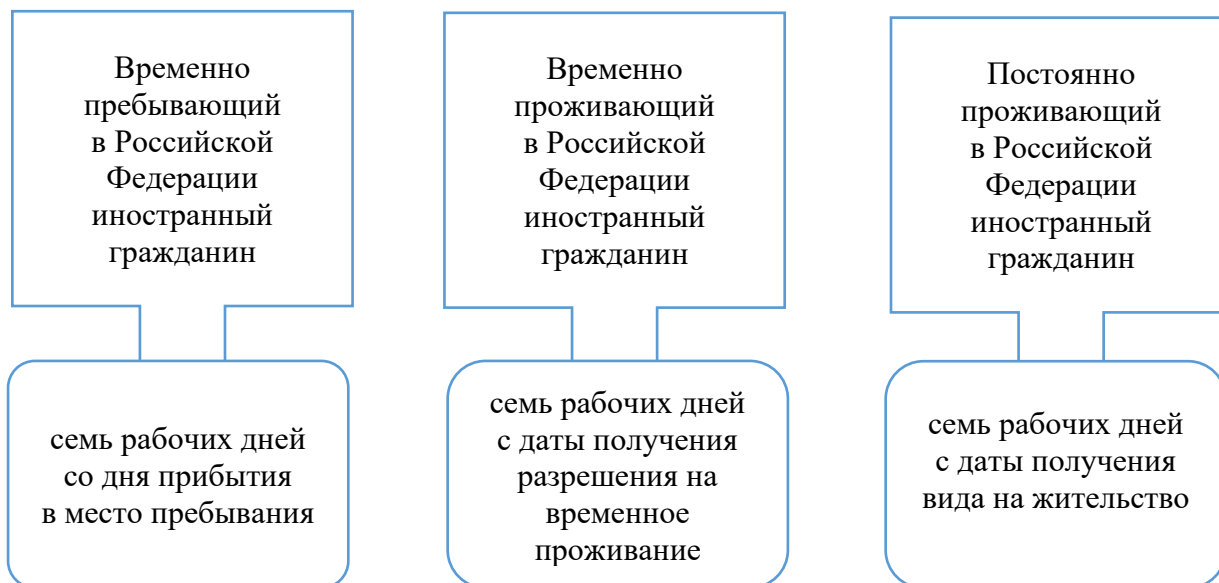 Временно
пребывающий
в Российской
Федерации
иностранный
гражданин
семь рабочих дней
со дня прибытия
в место пребывания
Временно
проживающий
в Российской
Федерации
иностранный
гражданин
семь рабочих дней
с даты получения
разрешения на
временное
проживание
Постоянно
проживающий
в Российской
Федерации
иностранный
гражданин
семь рабочих дней
с даты получения
вида на жительство